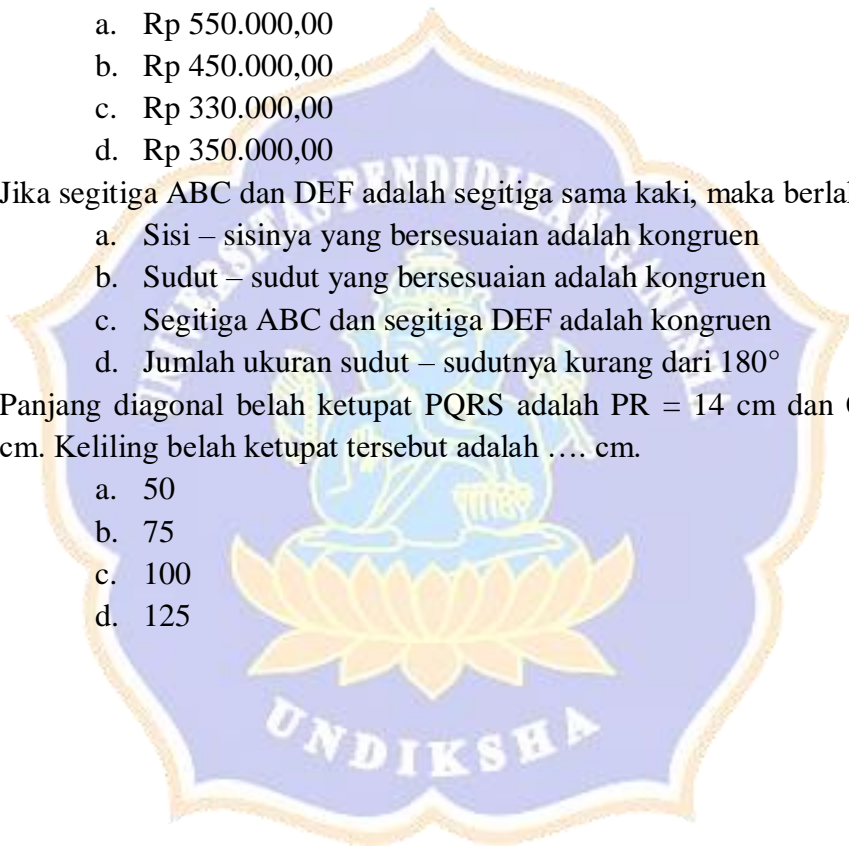 a. Rp 550.000,00
b. Rp 450.000,00
c. Rp 330.000,00
d. Rp 350.000,00
Jika segitiga ABC dan DEF adalah segitiga sama kaki, maka
a. Sisi – sisinya yang bersesuaian adalah kongruen
b. Sudut – sudut yang bersesuaian adalah kongruen
c. Segitiga ABC dan segitiga DEF adalah kongruen
d. Jumlah ukuran sudut – sudutnya kurang dari 180°
Panjang diagonal belah ketupat PQRS adalah PR = 14 cm dan
cm. Keliling belah ketupat tersebut adalah …. cm.
a. 50
b. 75
c. 100
d. 125
UNDIKSHA